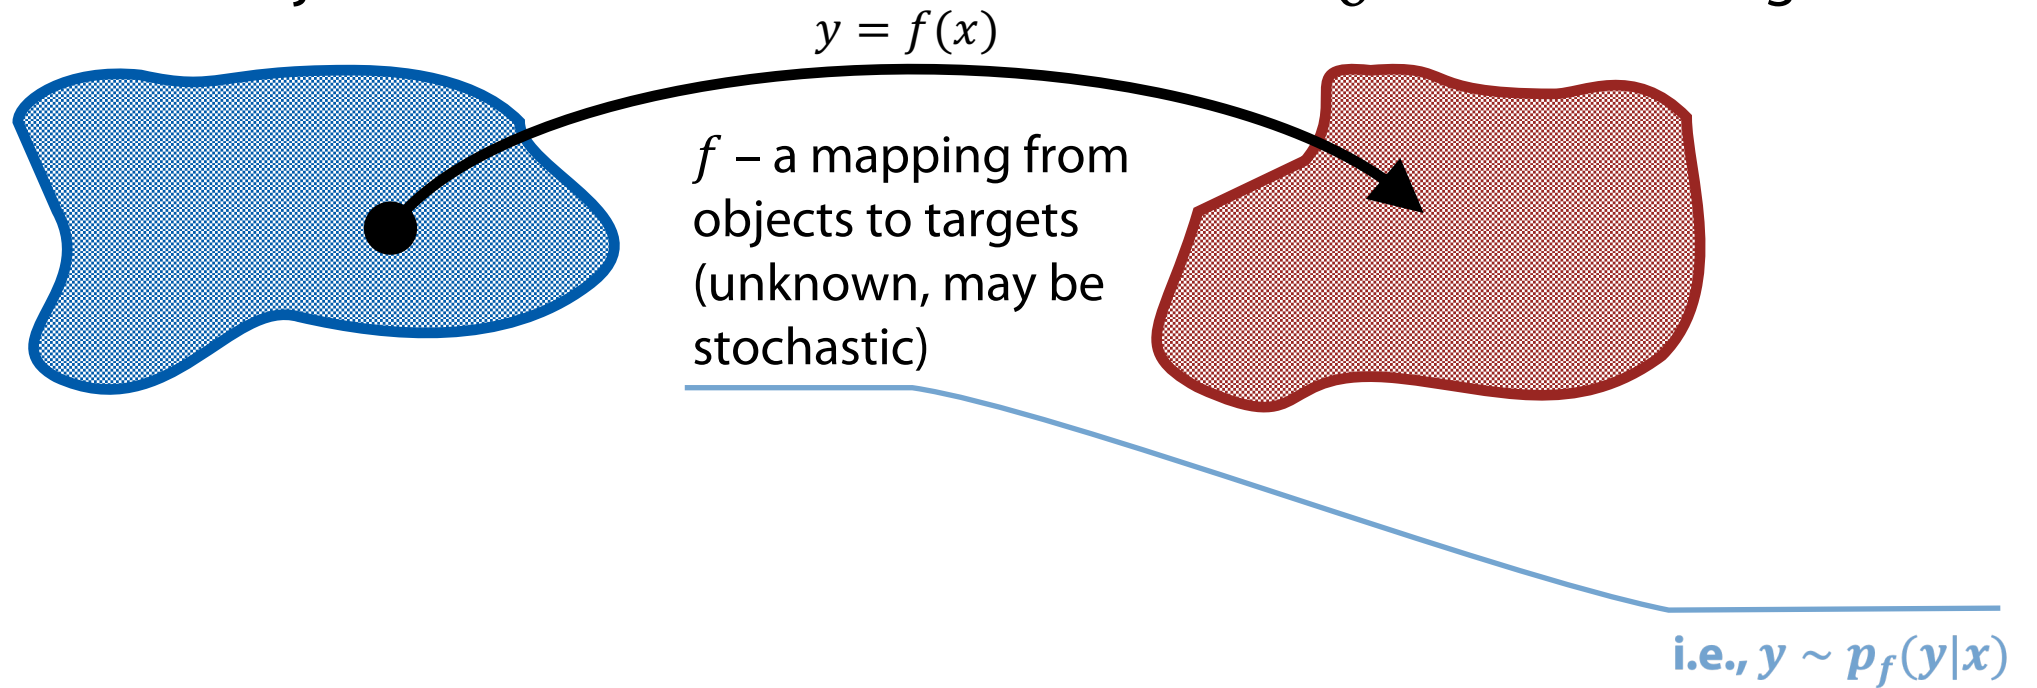 y = f(x)
f – a mapping from
objects to targets
(unknown, may be
stochastic)
i.e., y ~ p_f(y|x)